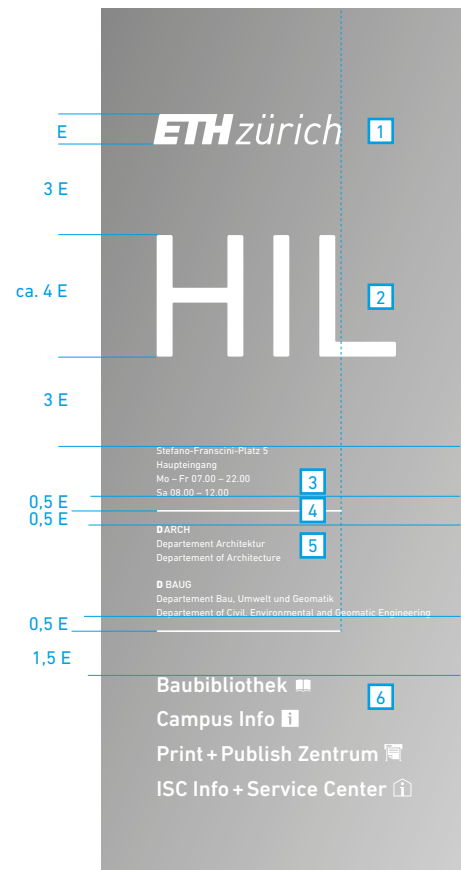 E
ETH zürich
1
3 E
HIL
ca. 4 E
2
3 E
Stefano-Franscini-Platz 5
Haupteingang
Mo – Fr 07.00 – 22.00
Sa 08.00 – 12.00
3
0,5 E
4
0,5 E
D ARCH
Departement Architektur
Departement of Architecture
5
D BAUG
Departement Bau, Umwelt und Geomatik
Departement of Civil, Environmental and Geomatic Engineering
0,5 E
1,5 E
Baubibliothek
6
Campus Info i
Print + Publish Zentrum
ISC Info + Service Center i